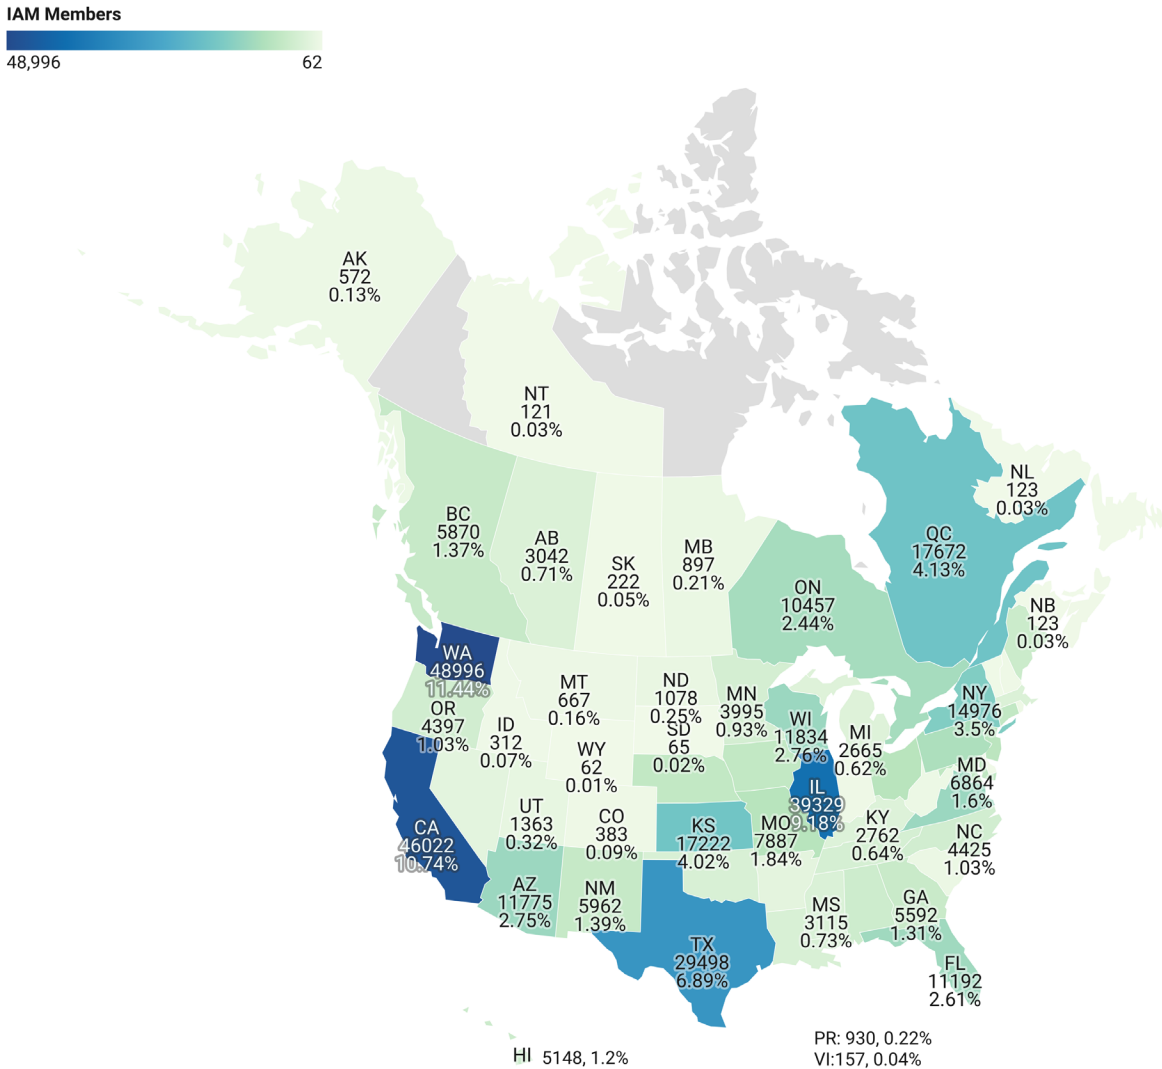 IAM Members
48,996
62
AK
572
0.13%
NT
121
0.03%
NL
123
0.03%
BC
5870
1.37%
AB
3042
0.71%
SK
222
0.05%
MB
897
0.21%
QC
17672
4.13%
ON
10457
2.44%
NB
123
0.03%
WA
48996
11.44%
OR
4397
1.03%
ID
312
0.07%
MT
667
0.16%
ND
1078
0.25%
SD
65
0.02%
MN
3995
0.93%
WI
11834
2.76%
MI
2665
0.62%
NY
14976
3.5%
WY
62
0.01%
MD
6864
1.6%
IL
39329
9.18%
CA
46022
10.74%
UT
1363
0.32%
CO
383
0.09%
KS
17222
4.02%
MO
7887
1.84%
KY
2762
0.64%
NC
4425
1.03%
AZ
11775
2.75%
NM
5962
1.39%
MS
3115
0.73%
GA
5592
1.31%
TX
29498
6.89%
FL
11192
2.61%
HI 5148, 1.2%
PR: 930, 0.22%
VI:157, 0.04%